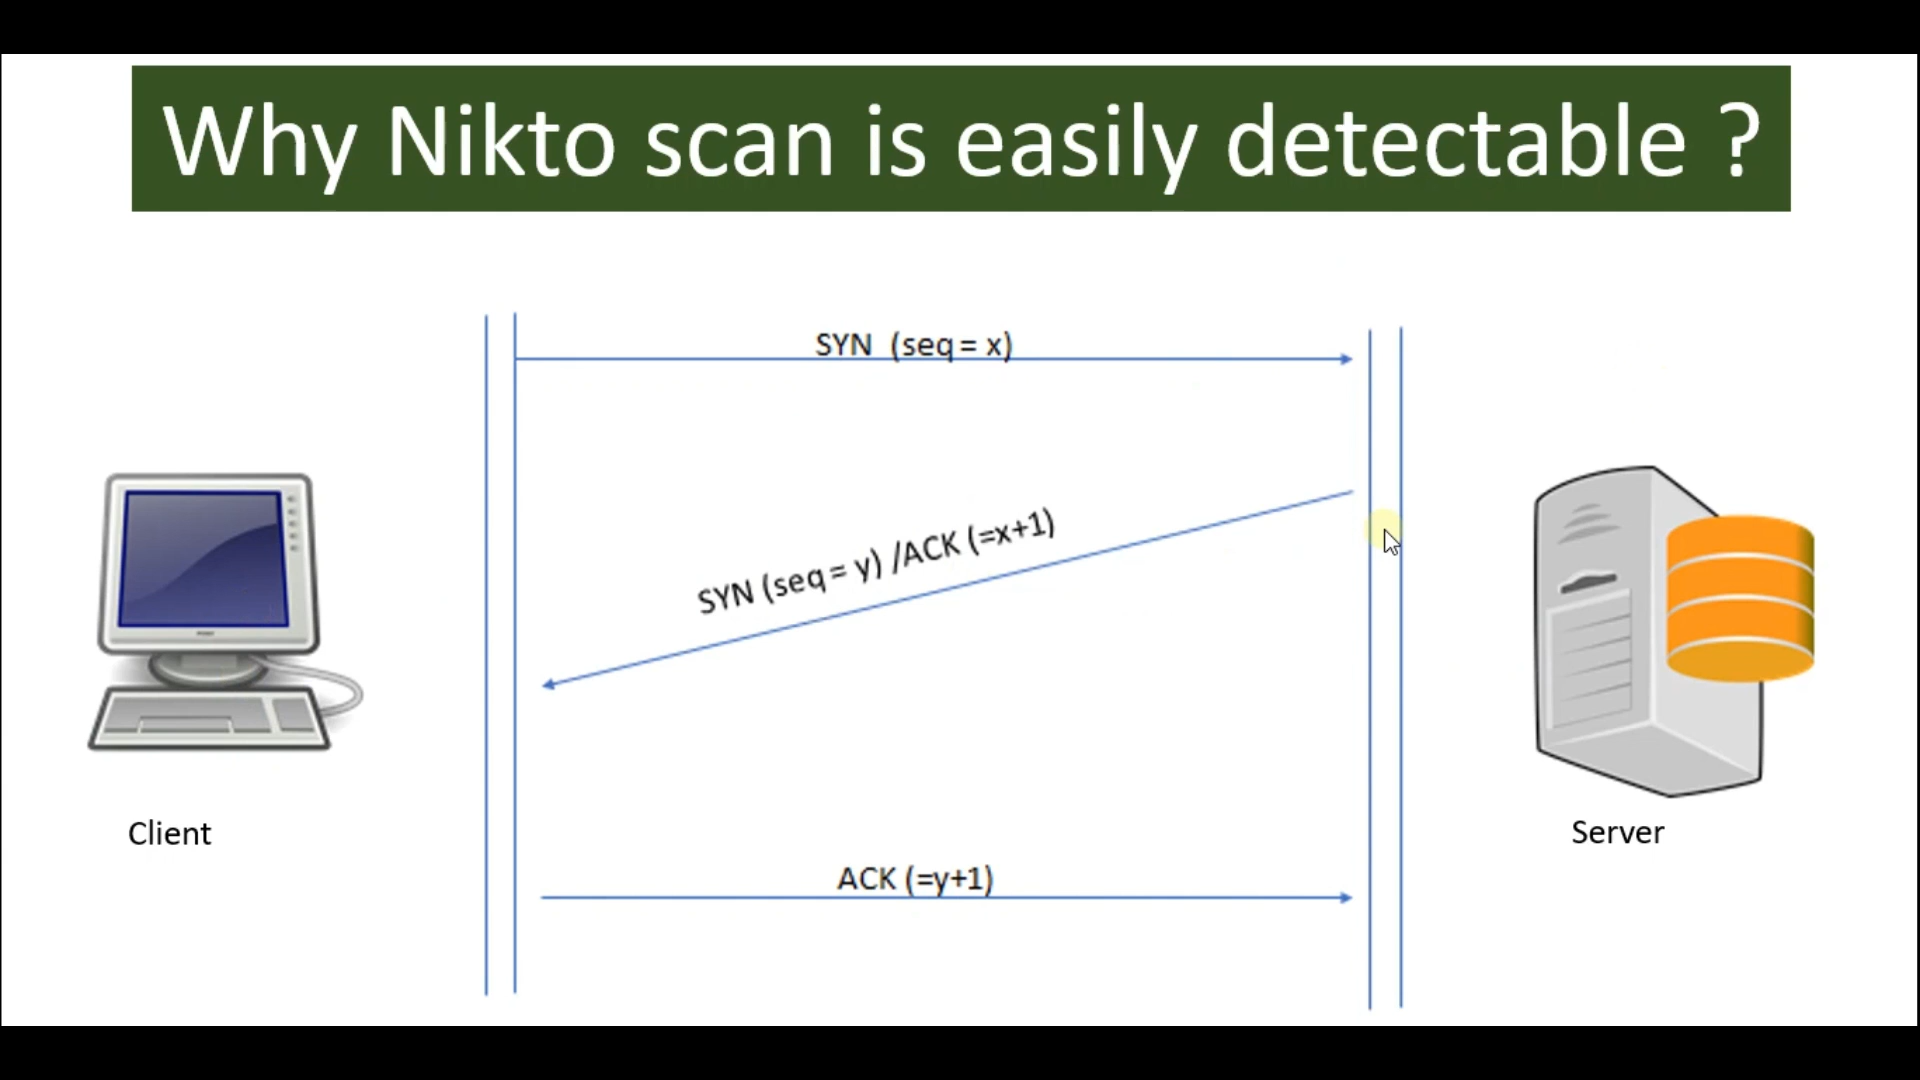 Why Nikto scan is easily detectable ?
SYN (seq = x)
SYN (seq = y) /ACK (=x+1)
Client
Server
ACK (=y+1)